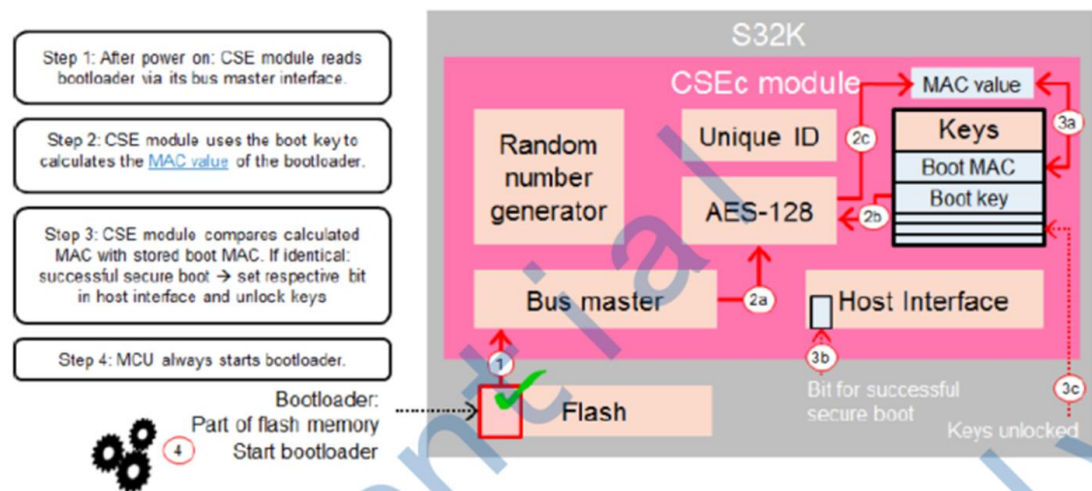 Step 1: After power on: CSE module reads
bootloader via its bus master interface.
Step 2: CSE module uses the boot key to
calculates the MAC value of the bootloader.
Step 3: CSE module compares calculated
MAC with stored boot MAC. If identical:
successful secure boot → set respective bit
in host interface and unlock keys
Step 4: MCU always starts bootloader.
Bootloader:
Part of flash memory
Start bootloader
4
S32K
CSEc module
MAC value
Random
number
generator
Unique ID
2c
Keys
3a
Boot MAC
Boot key
AES-128
2b
Bus master
2a
Host Interface
1
3b
3c
Flash
Bit for successful
secure boot
Keys unlocked